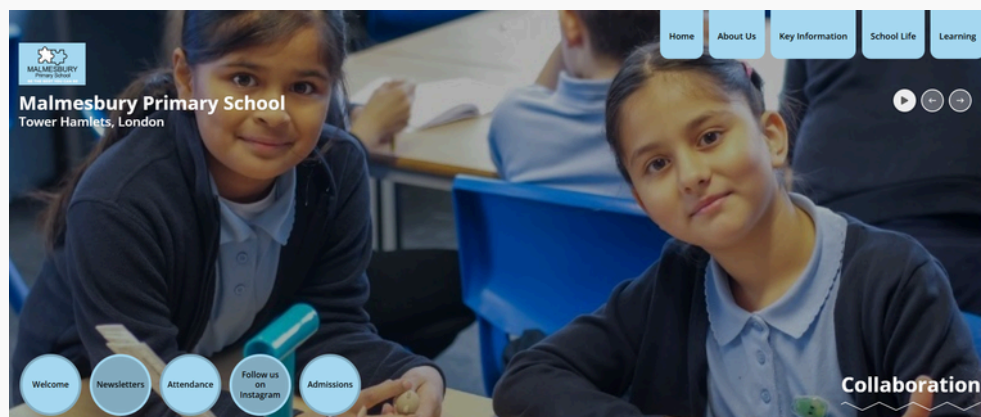 MALMESBURY
Primary School
Malmesbury Primary School
Tower Hamlets, London
Home
About Us
Key Information
School Life
Learning
Collaboration
Welcome
Newsletters
Attendance
Follow us
on
Instagram
Admissions